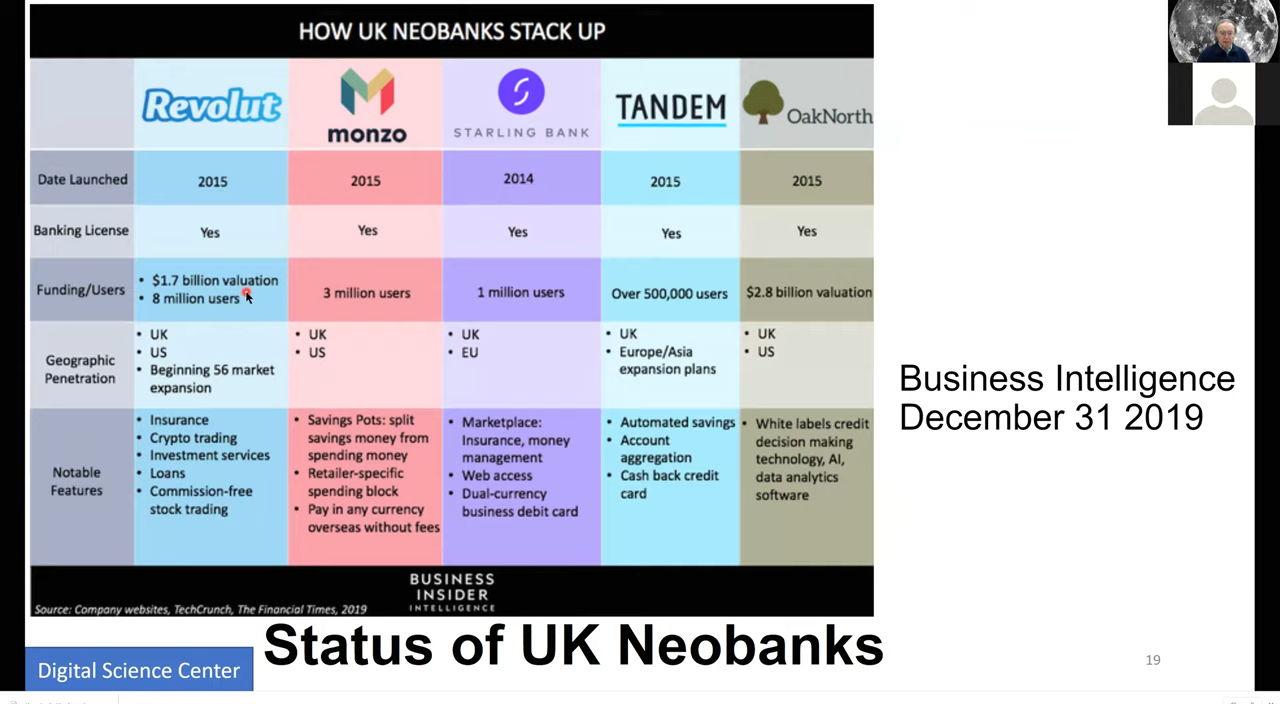 HOW UK NEOBANKS STACK UP
Revolut
monzo
STARLING BANK
TANDEM
OakNorth
Date Launched
2015
2015
2014
2015
2015
Banking License
Yes
Yes
Yes
Yes
Yes
Funding/Users
• $1.7 billion valuation
• 8 million users
3 million users
1 million users
Over 500,000 users
$2.8 billion valuation
Geographic
Penetration
• UK
• US
• Beginning 56 market
expansion
• UK
• US
• UK
• EU
• UK
• Europe/Asia
expansion plans
• UK
• US
Notable
Features
• Insurance
• Crypto trading
• Investment services
• Loans
• Commission-free
stock trading
• Savings Pots: split
savings money from
spending money
• Retailer-specific
spending block
• Pay in any currency
overseas without fees
• Marketplace:
Insurance, money
management
• Web access
• Dual-currency
business debit card
• Automated savings
• Account
aggregation
• Cash back credit
card
• White labels credit
decision making
technology, AI,
data analytics
software
Source: Company websites, TechCrunch, The Financial Times, 2019
BUSINESS
INSIDER
INTELLIGENCE
Business Intelligence
December 31 2019
Status of UK Neobanks
Digital Science Center
19